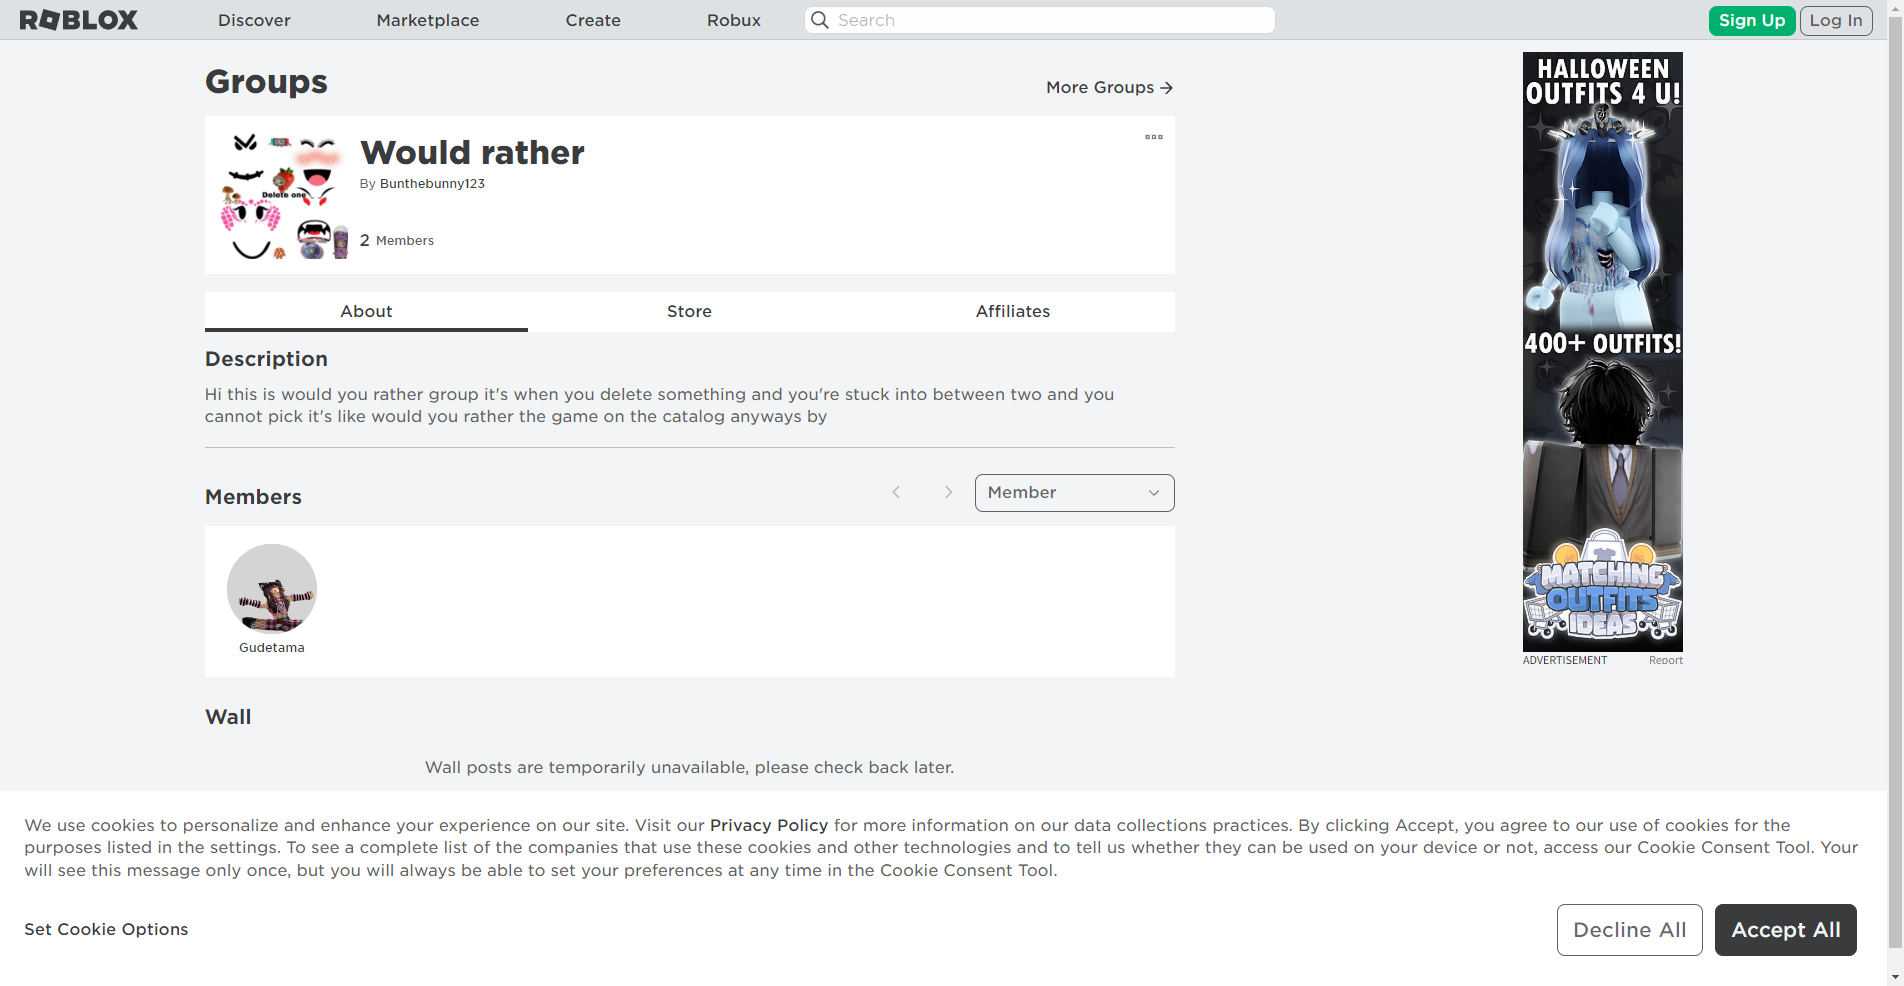 ROBLOX
Discover
Marketplace
Create
Robux
Search
Sign Up
Log In
Groups
More Groups
Would rather
By Bunthebunny123
Delete one
2 Members
About
Store
Affiliates
Description
Hi this is would you rather group it's when you delete something and you're stuck into between two and you
cannot pick it's like would you rather the game on the catalog anyways by
Members
Member
Gudetama
Wall
Wall posts are temporarily unavailable, please check back later.
HALLOWEEN
OUTFITS 4 U!
400+ OUTFITS!
MATCHING
OUTFITS
IDEAS
ADVERTISEMENT
Report
We use cookies to personalize and enhance your experience on our site. Visit our Privacy Policy for more information on our data collections practices. By clicking Accept, you agree to our use of cookies for the
purposes listed in the settings. To see a complete list of the companies that use these cookies and other technologies and to tell us whether they can be used on your device or not, access our Cookie Consent Tool. Your
will see this message only once, but you will always be able to set your preferences at any time in the Cookie Consent Tool.
Set Cookie Options
Decline All
Accept All